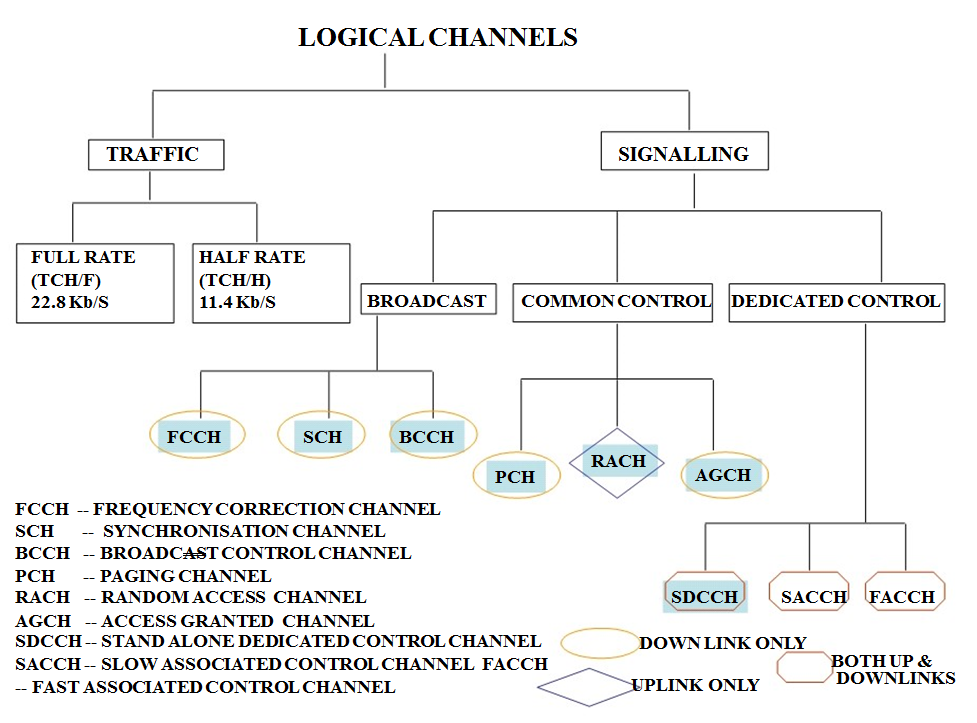 LOGICAL CHANNELS
TRAFFIC
SIGNALLING
FULL RATE
(TCH/F)
22.8 Kb/S
HALF RATE
(TCH/H)
11.4 Kb/S
BROADCAST
COMMON CONTROL
DEDICATED CONTROL
FCCH
SCH
BCCH
PCH
RACH
AGCH
SDCCH
SACCH
FACCH
FCCH -- FREQUENCY CORRECTION CHANNEL
SCH -- SYNCHRONISATION CHANNEL
BCCH -- BROADCAST CONTROL CHANNEL
PCH -- PAGING CHANNEL
RACH -- RANDOM ACCESS CHANNEL
AGCH -- ACCESS GRANTED CHANNEL
SDCCH -- STAND ALONE DEDICATED CONTROL CHANNEL
SACCH -- SLOW ASSOCIATED CONTROL CHANNEL FACCH
-- FAST ASSOCIATED CONTROL CHANNEL
DOWN LINK ONLY
UPLINK ONLY
BOTH UP &
DOWNLINKS